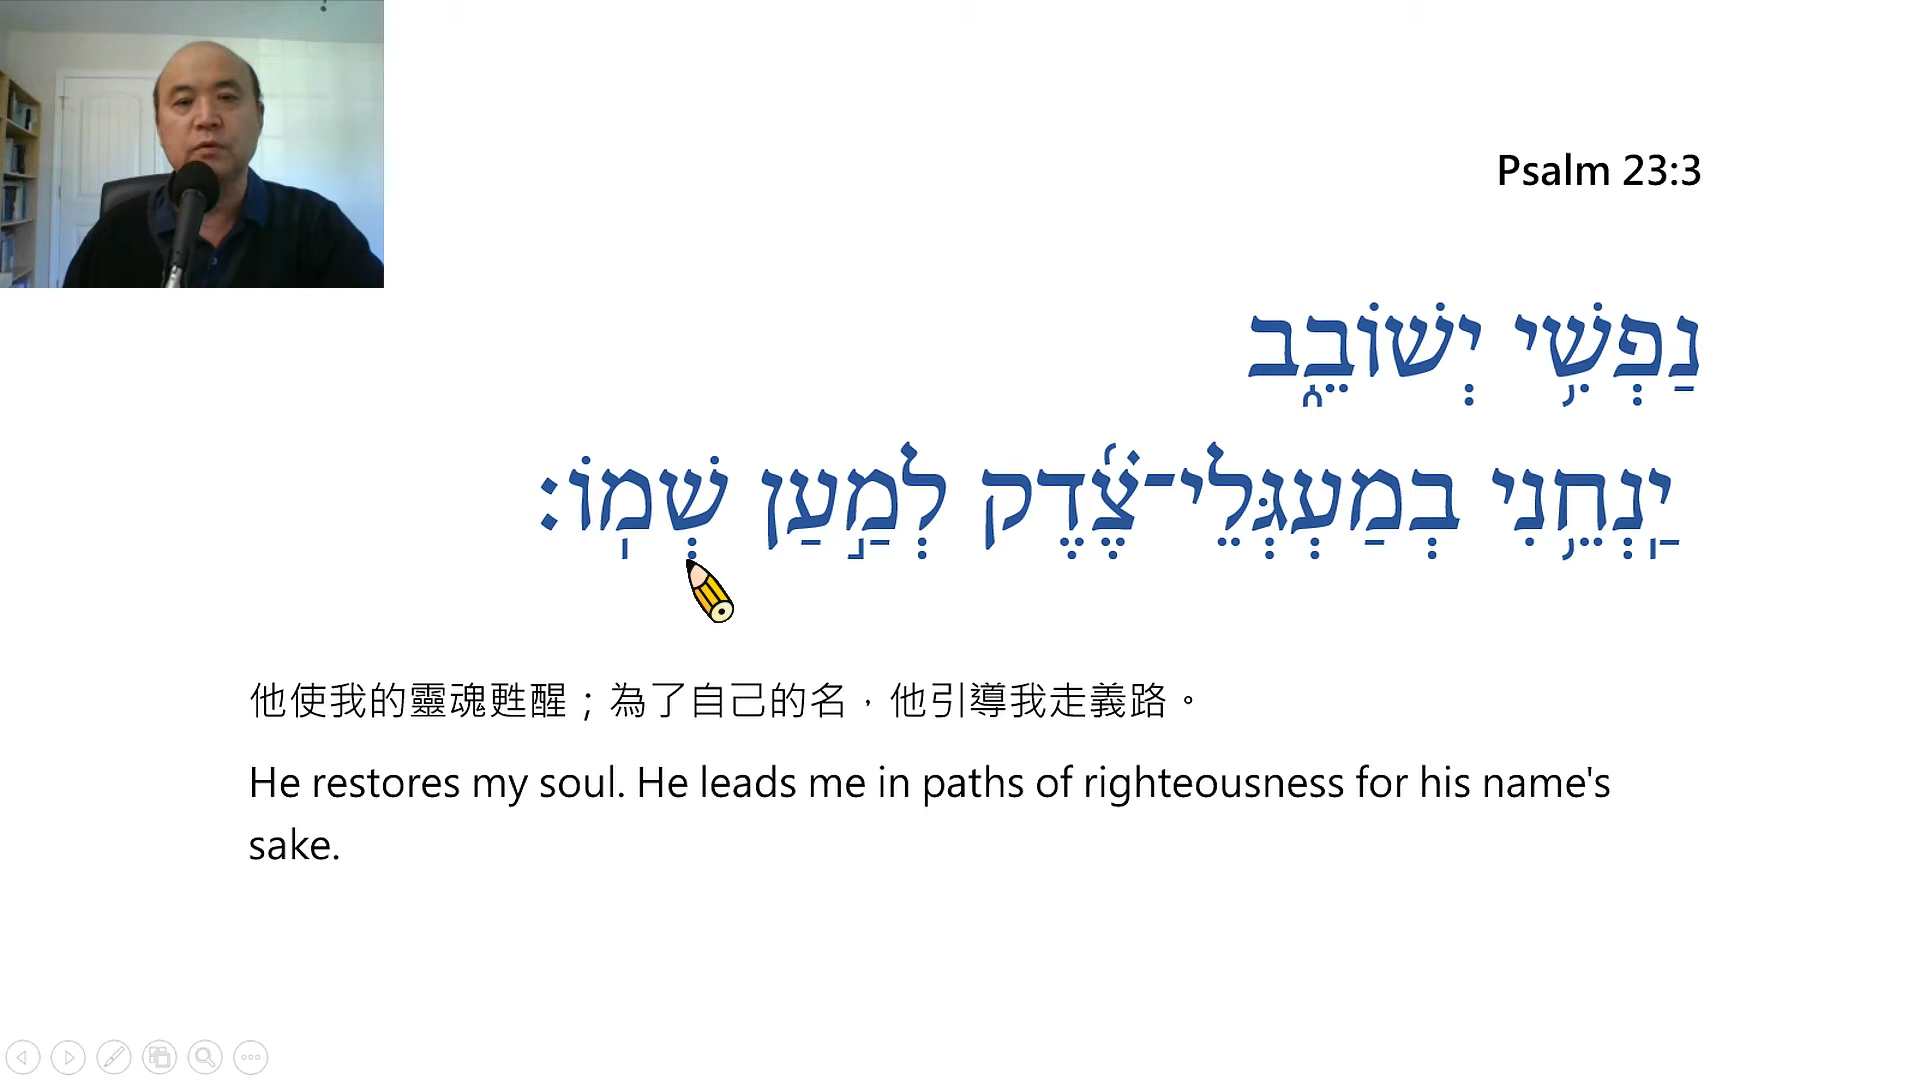 Psalm 23:3
נַפְשִׁ֥י יְשׁוֹבֵ֑ב
יַֽנְחֵ֥נִי בְמַעְגְּלֵי־צֶ֝֗דֶק לְמַ֣עַן שְׁמֽוֹ׃
他使我的靈魂甦醒；為了自己的名，他引導我走義路。
He restores my soul. He leads me in paths of righteousness for his name's
sake.